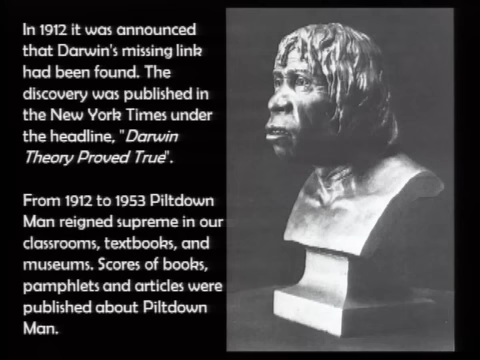 In 1912 it was announced
that Darwin's missing link
had been found. The
discovery was published in
the New York Times under
the headline, "Darwin
Theory Proved True".
From 1912 to 1953 Piltdown
Man reigned supreme in our
classrooms, textbooks, and
museums. Scores of books,
pamphlets and articles were
published about Piltdown
Man.